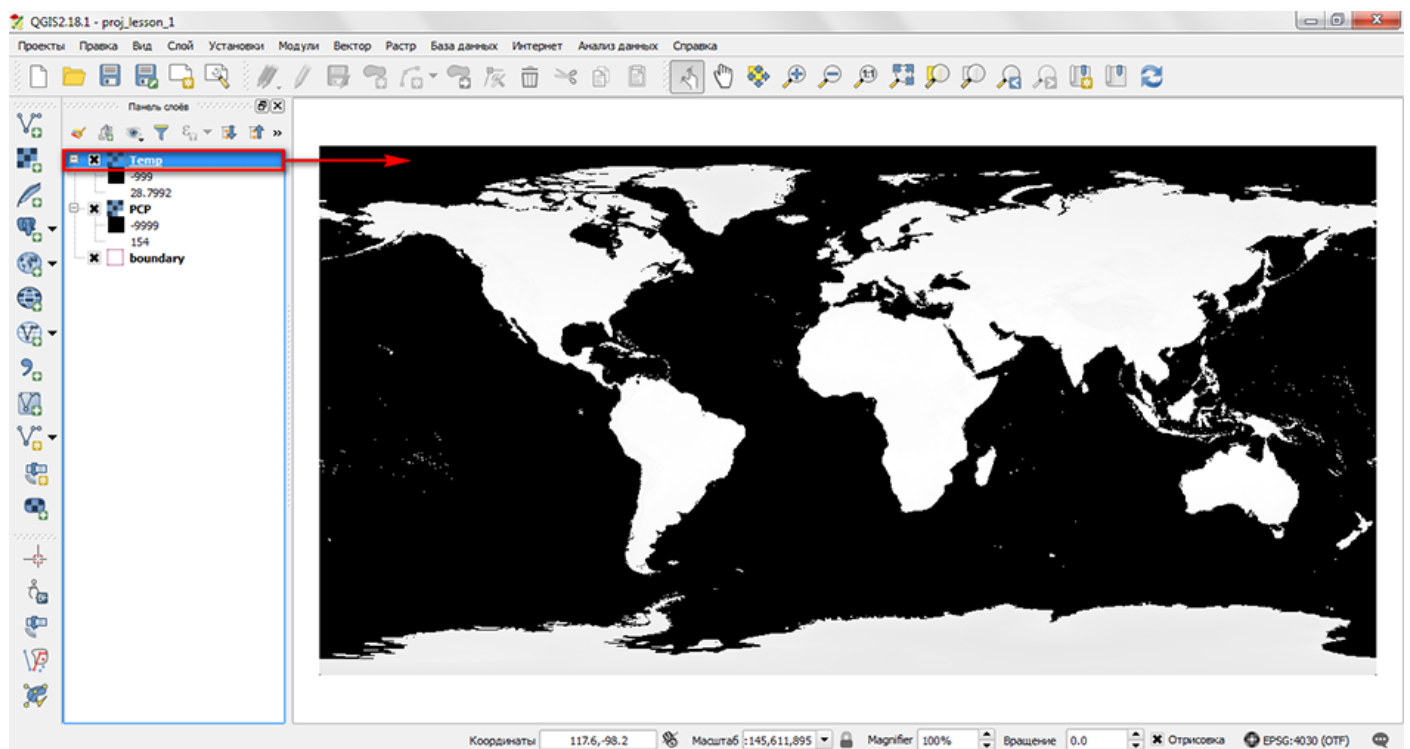 QGIS2.18.1 - proj_lesson_1
Проекты Правка Вид Слой Установки Модули Вектор Растр База данных Интернет Анализ данных Справка
Панель слоёв
Temp
-999
28.7992
PCP
-9999
154
boundary
Координаты 117.6,-98.2 Масштаб :145,611,895 Magnifier 100% Вращение 0.0 Отрисовка EPSG:4030 (OTF)